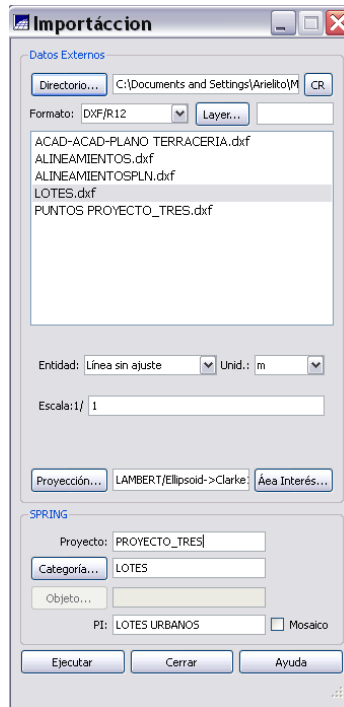 Importáccion
Datos Externos
Directorio... C:\Documents and Settings\Arielito\M CR
Formato: DXF/R12 Layer...
ACAD-ACAD-PLANO TERRACERIA.dxf
ALINEAMIENTOS.dxf
ALINEAMIENTOSPLN.dxf
LOTES.dxf
PUNTOS PROYECTO_TRES.dxf
Entidad: Línea sin ajuste Unid.: m
Escala:1/ 1
Proyección... LAMBERT/Ellipsoid->Clarke: Áea Interés...
SPRING
Proyecto: PROYECTO_TRES
Categoría... LOTES
Objeto...
PI: LOTES URBANOS Mosaico
Ejecutar Cerrar Ayuda